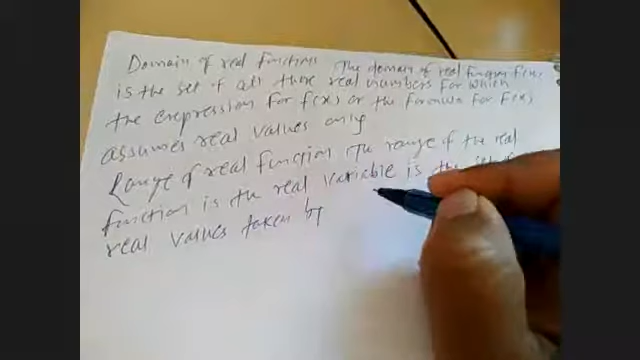 Domain of real function The domain of real function f(x)
is the set of all those real numbers for which
the expression for f(x) or the formula for f(x)
assumes real values only
Range of real function The range of the real
function is the real variable is the set of
real values taken by